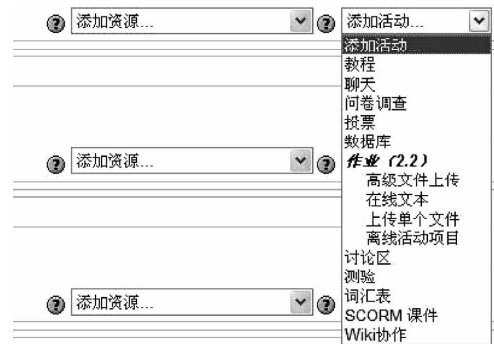 添加资源... 添加活动...
添加活动...
教程
聊天
问卷调查
投票
数据库
添加资源... 作业（2.2）
高级文件上传
在线文本
上传单个文件
离线活动项目
讨论区
测验
添加资源... 词汇表
SCORM 课件
Wiki协作